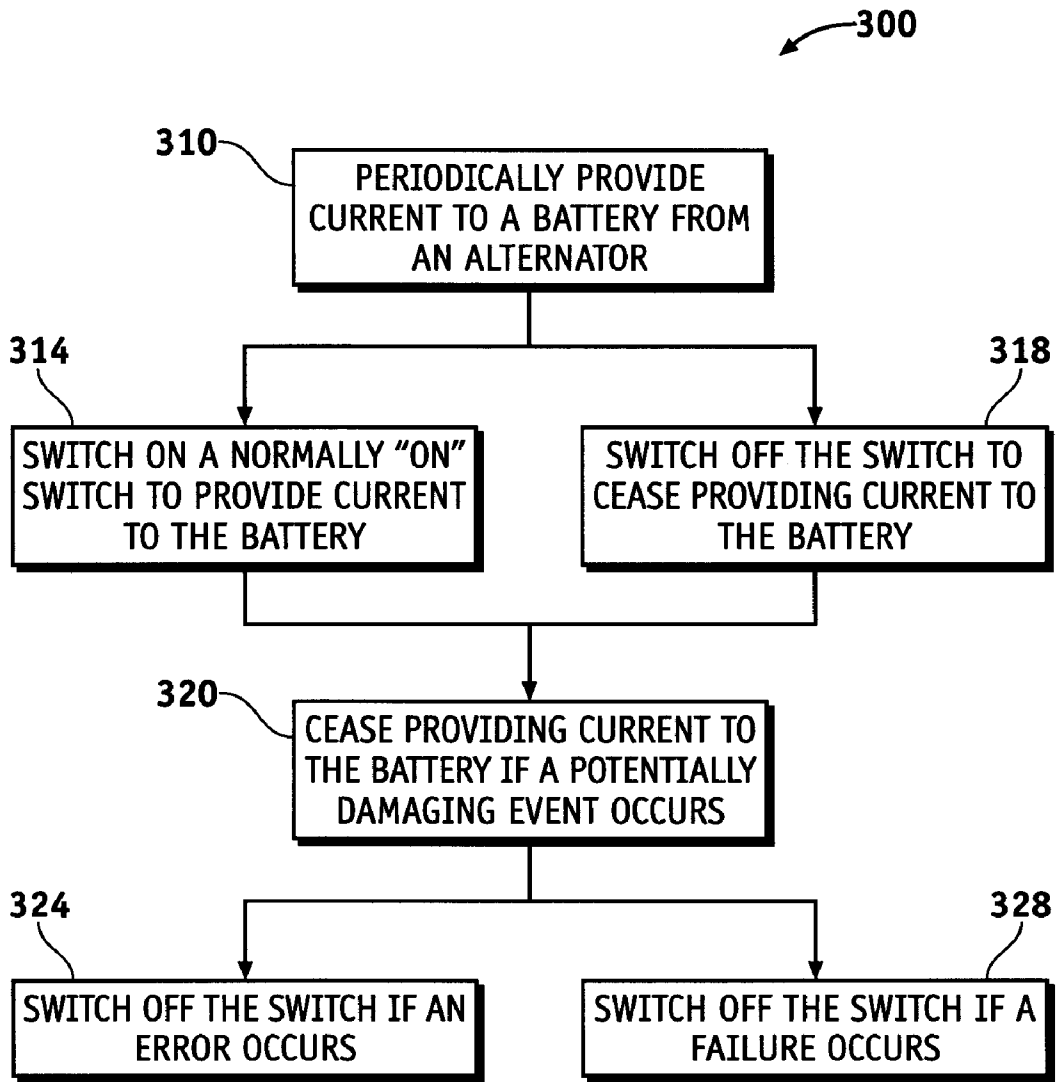 300
310
PERIODICALLY PROVIDE
CURRENT TO A BATTERY FROM
AN ALTERNATOR
314
SWITCH ON A NORMALLY “ON”
SWITCH TO PROVIDE CURRENT
TO THE BATTERY
318
SWITCH OFF THE SWITCH TO
CEASE PROVIDING CURRENT TO
THE BATTERY
320
CEASE PROVIDING CURRENT TO
THE BATTERY IF A POTENTIALLY
DAMAGING EVENT OCCURS
324
SWITCH OFF THE SWITCH IF AN
ERROR OCCURS
328
SWITCH OFF THE SWITCH IF A
FAILURE OCCURS